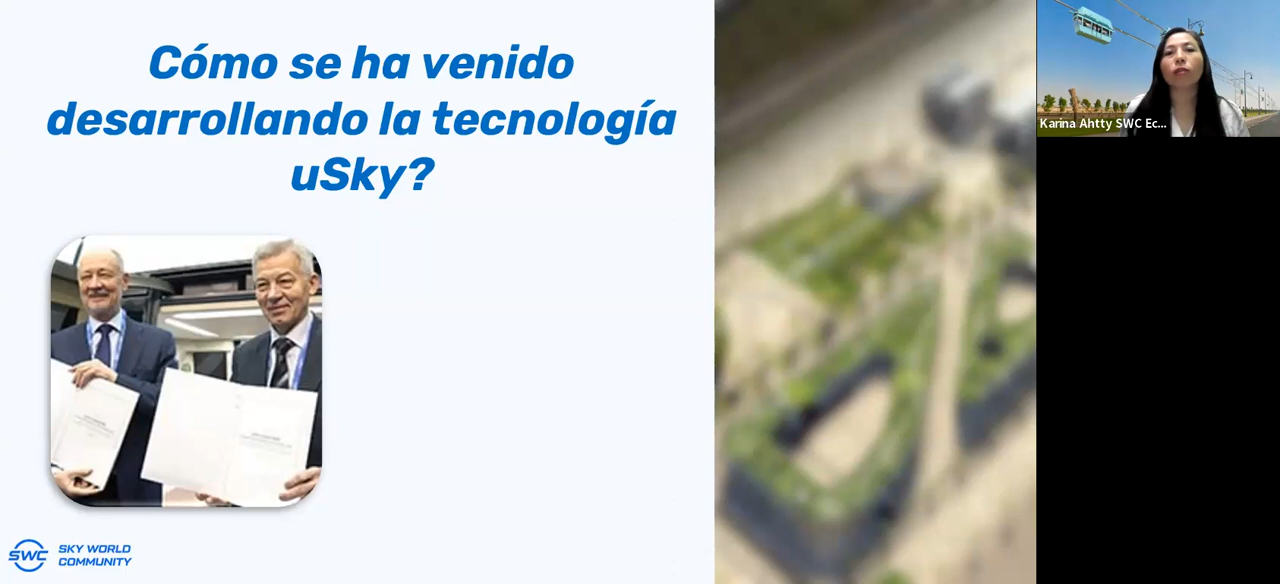 Cómo se ha venido
desarrollando la tecnología
uSky?
Karina Ahtty SWC Ec...
SWC
SKY WORLD
COMMUNITY